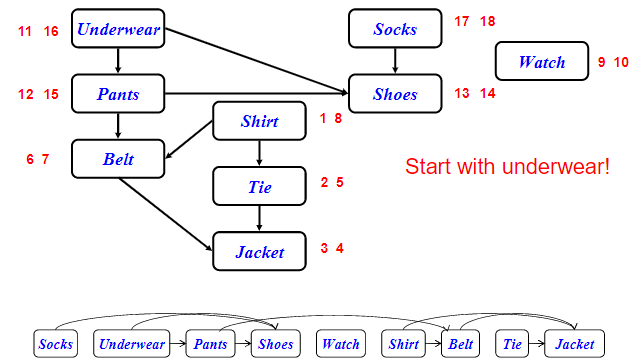 11 16 Underwear Socks 17 18
Watch 9 10
12 15 Pants Shoes 13 14
Shirt 1 8
6 7 Belt
Start with underwear!
Tie 2 5
Jacket 3 4
Socks Underwear Pants Shoes Watch Shirt Belt Tie Jacket